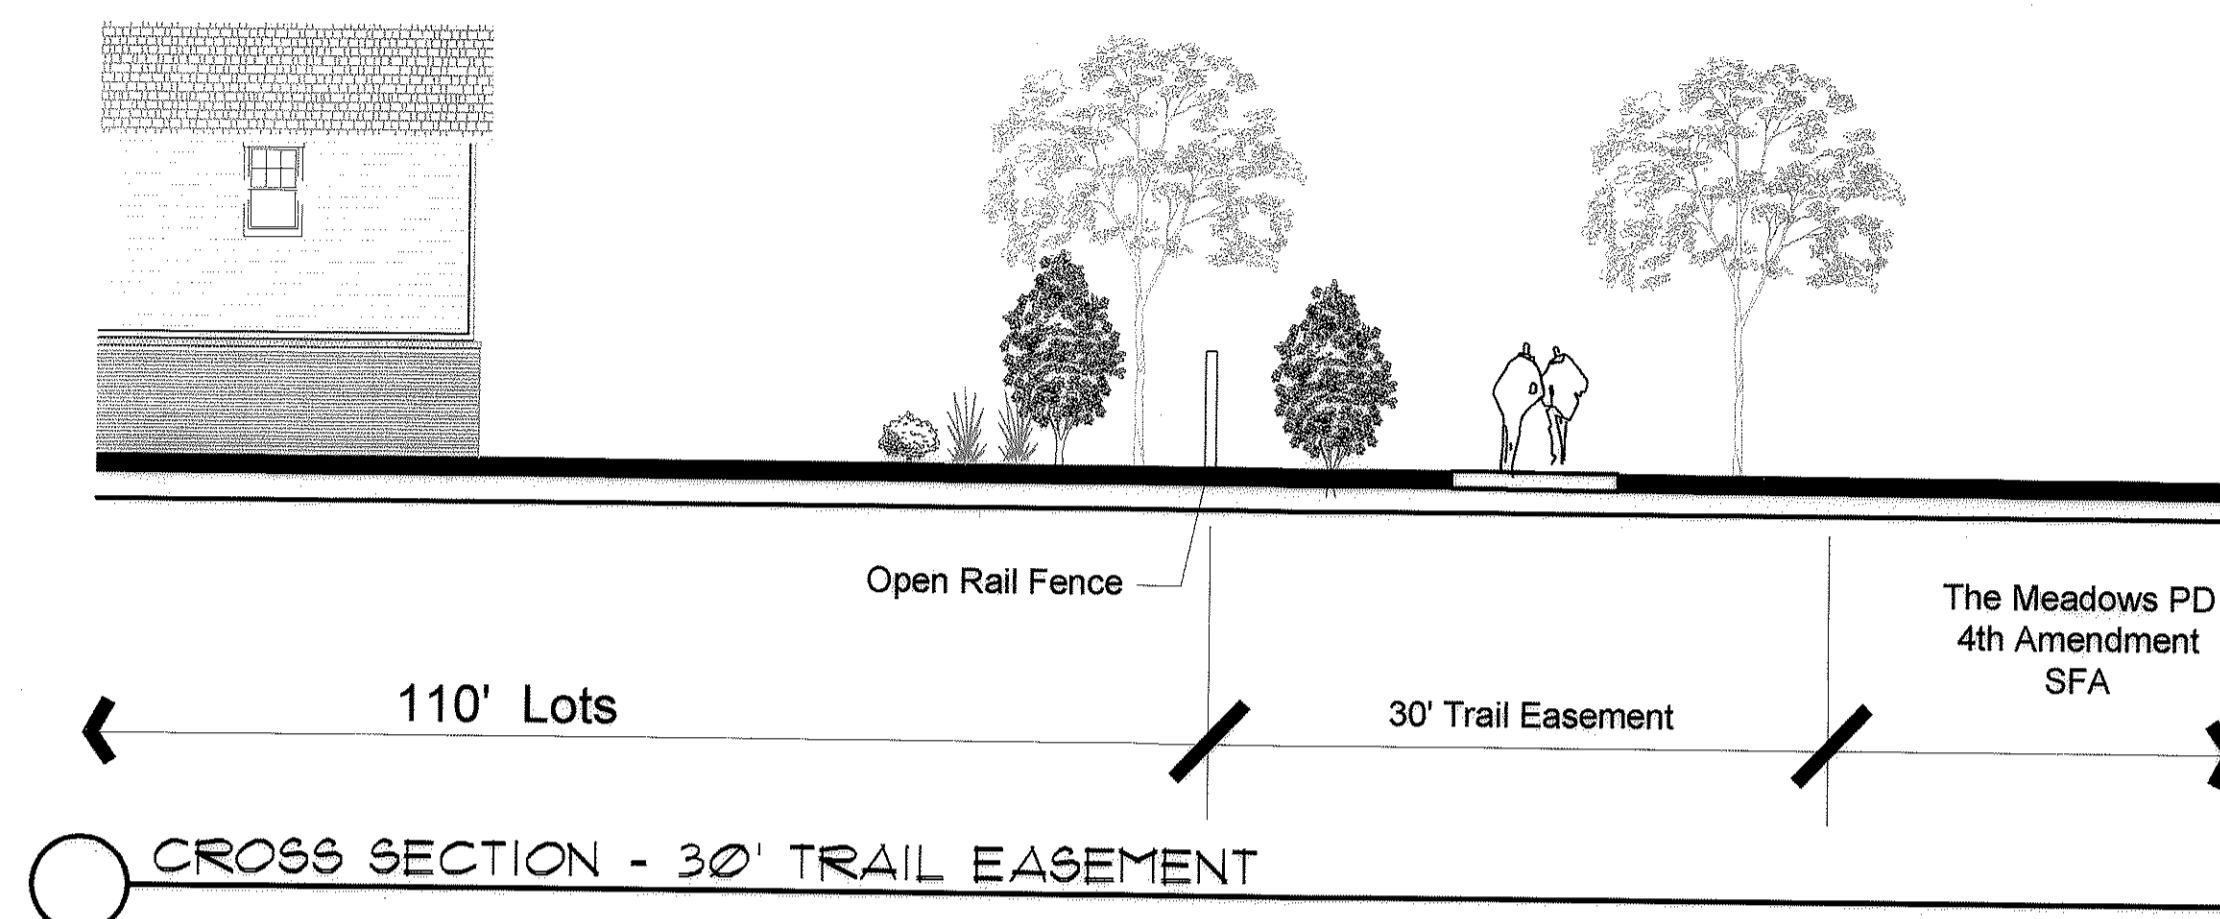 Open Rail Fence
The Meadows PD
4th Amendment
SFA
110' Lots
30' Trail Easement
CROSS SECTION - 30' TRAIL EASEMENT